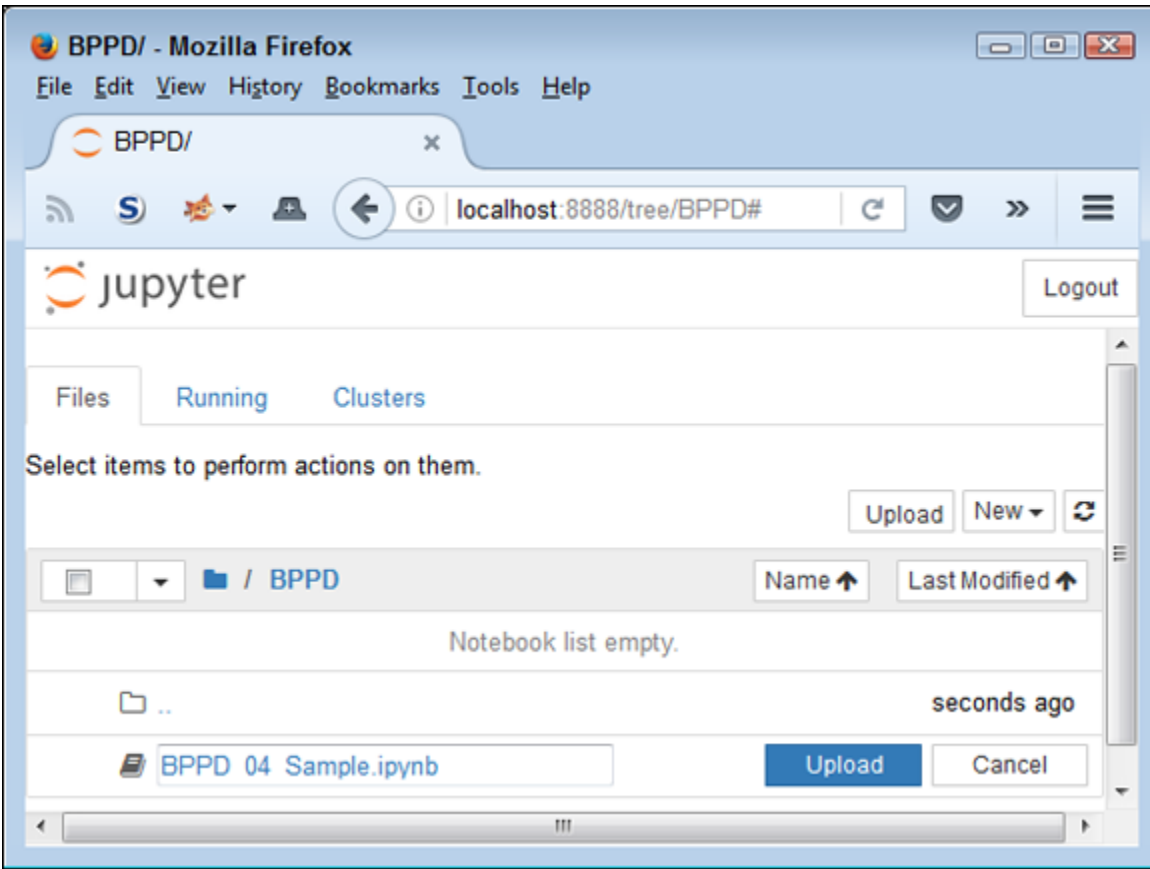 BPPD/ - Mozilla Firefox
File Edit View History Bookmarks Tools Help
BPPD/
S localhost:8888/tree/BPPD#
jupyter Logout
Files Running Clusters
Select items to perform actions on them.
Upload New
/ BPPD Name Last Modified
Notebook list empty.
.. seconds ago
BPPD 04 Sample.ipynb Upload Cancel